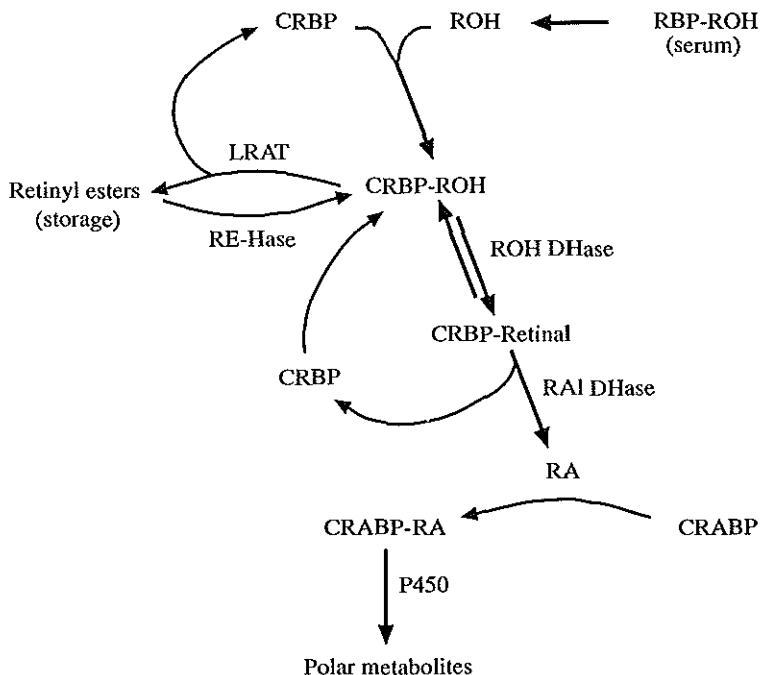 CRBP
ROH
RBP-ROH
(serum)
LRAT
Retinyl esters
(storage)
CRBP-ROH
RE-Hase
ROH DHase
CRBP-Retinal
CRBP
RAl DHase
RA
CRABP-RA
CRABP
P450
Polar metabolites